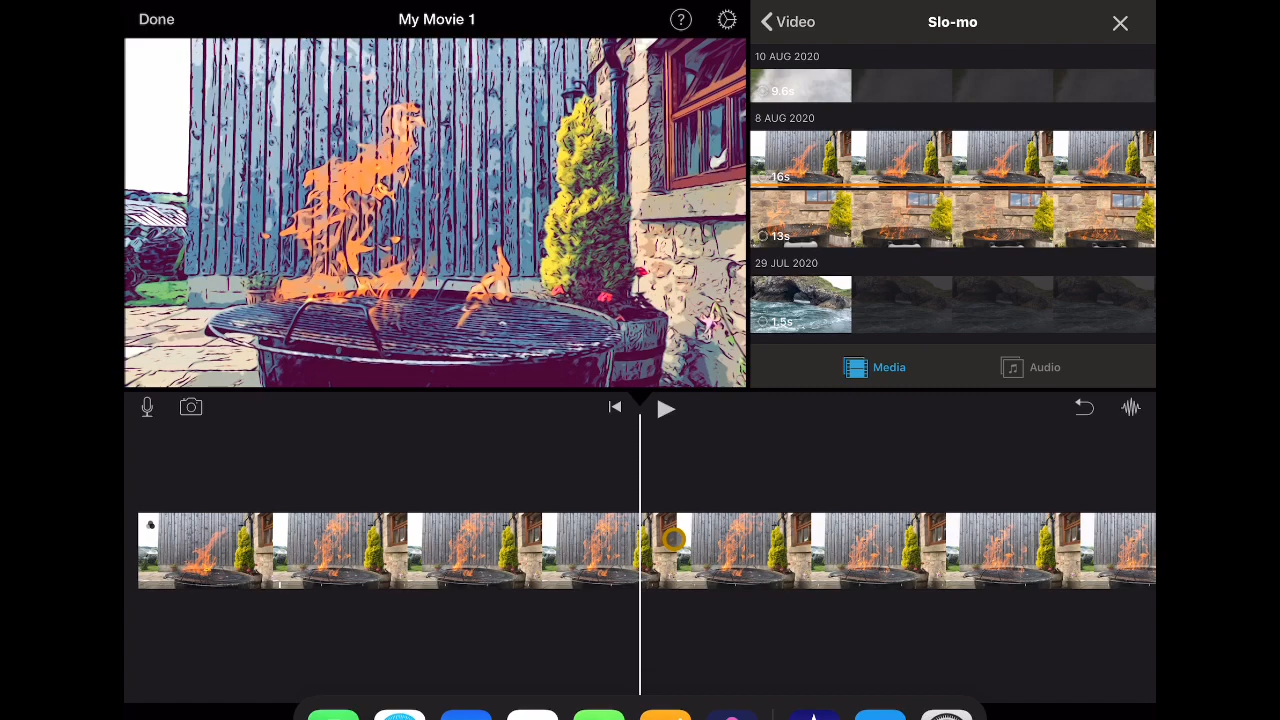 Done
My Movie 1
?
Video
Slo-mo
10 AUG 2020
9.6s
8 AUG 2020
16s
13s
29 JUL 2020
1.5s
Media
Audio